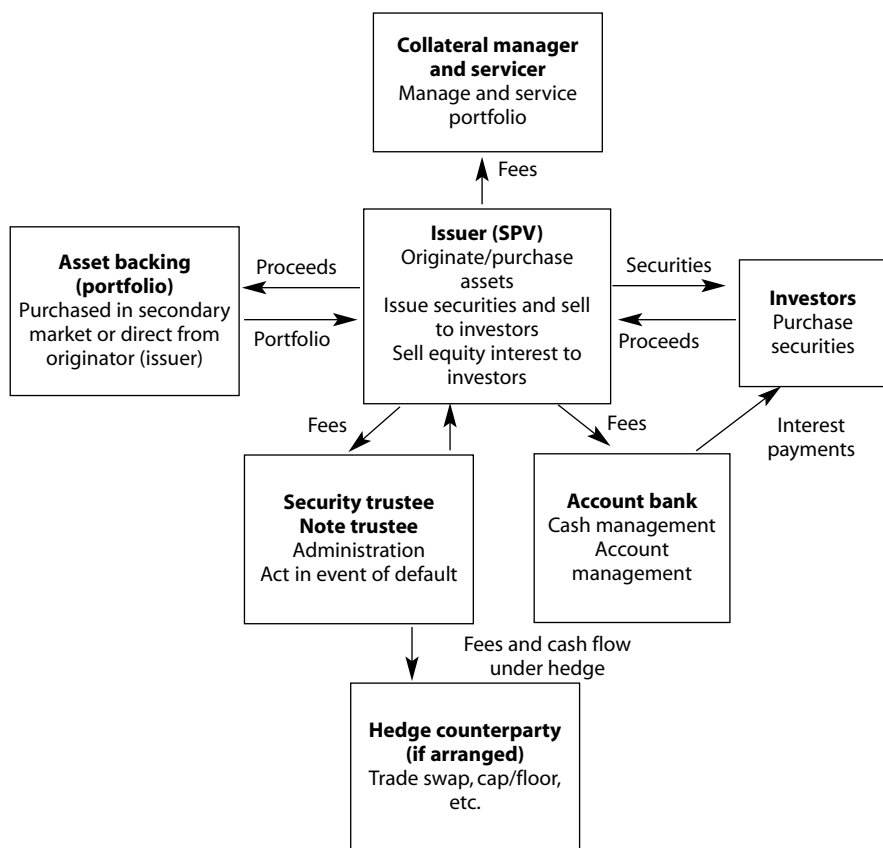 Collateral manager
and servicer
Manage and service
portfolio
Fees
Issuer (SPV)
Originate/purchase
assets
Issue securities and sell
to investors
Sell equity interest to
investors
Asset backing
(portfolio)
Purchased in secondary
market or direct from
originator (issuer)
Proceeds
Portfolio
Securities
Proceeds
Investors
Purchase
securities
Fees
Fees
Interest
payments
Security trustee
Note trustee
Administration
Act in event of default
Account bank
Cash management
Account
management
Fees and cash flow
under hedge
Hedge counterparty
(if arranged)
Trade swap, cap/floor,
etc.